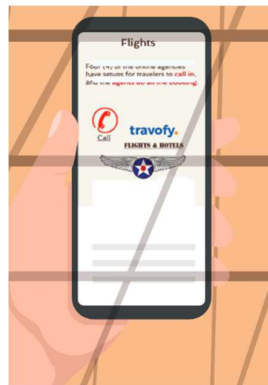 Flights
Four (4) of the online agencies
have setups for travelers to call in,
and the agents do all the booking.
Call
travofy.
FLIGHTS & HOTELS